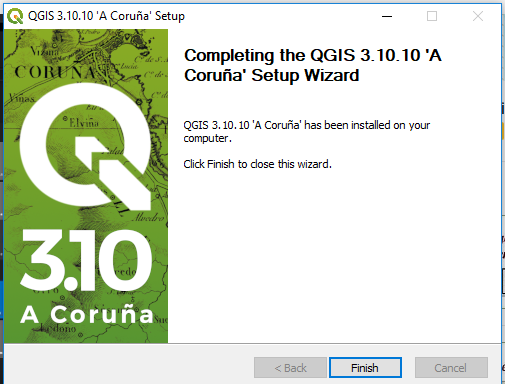 QGIS 3.10.10 'A Coruña' Setup
Completing the QGIS 3.10.10 'A
Coruña' Setup Wizard
QGIS 3.10.10 'A Coruña' has been installed on your
computer.
Click Finish to close this wizard.
CORUÑA
Elviña
3.10
A Coruña
< Back
Finish
Cancel